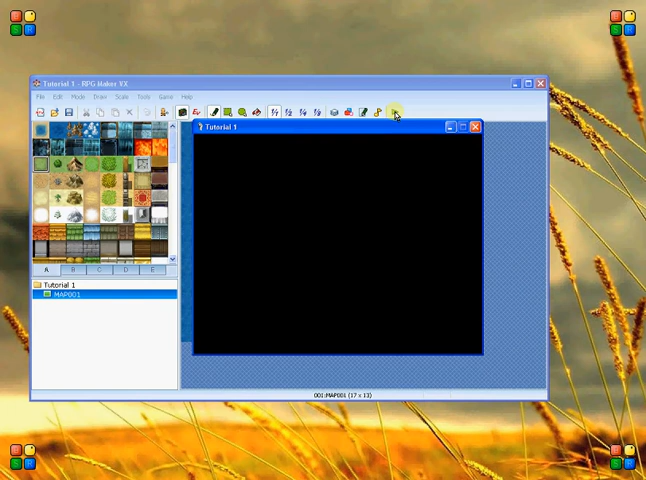 Tutorial 1 - RPG Maker VX
File Edit Mode Draw Scale Tools Game Help
Tutorial 1
A B C D E
Tutorial 1
MAP001
001:MAP001 (17 x 13)